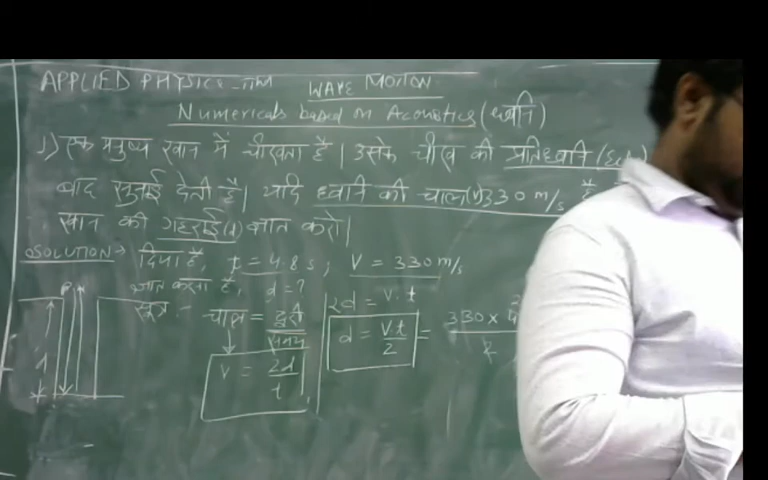 APPLIED PHYSICS-IInd WAVE MOTION
Numericals based on Acoustics (ध्वनि)
1) एक मनुष्य खान में चीखता है। उसके चीख की प्रतिध्वनि
बाद सुनाई देती है। यदि ध्वनि की चाल(v) 330 m/s है
खान की गहराई(d) ज्ञात करो।
SOLUTION → दिया है, t = 4.8 s, V = 330 m/s
ज्ञात करना है, d = ?
सूत्र :- चाल = दूरी / समय
V = 2d / t
2d = v.t
d = v.t / 2 = 330 x
d